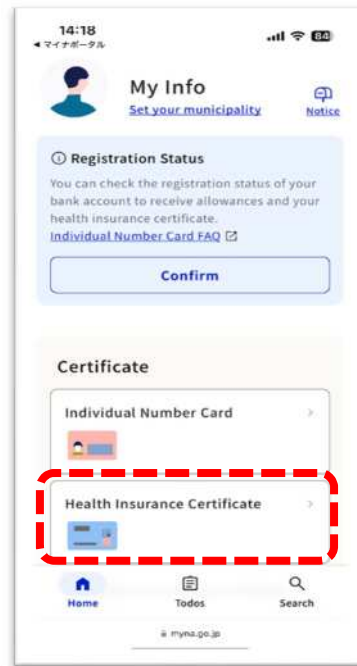 14:18
84
◀ マイナポータル
My Info
Set your municipality
Notice
Registration Status
You can check the registration status of your
bank account to receive allowances and your
health insurance certificate.
Individual Number Card FAQ
Confirm
Certificate
Individual Number Card
Health Insurance Certificate
Home
Todos
Search
myna.go.jp